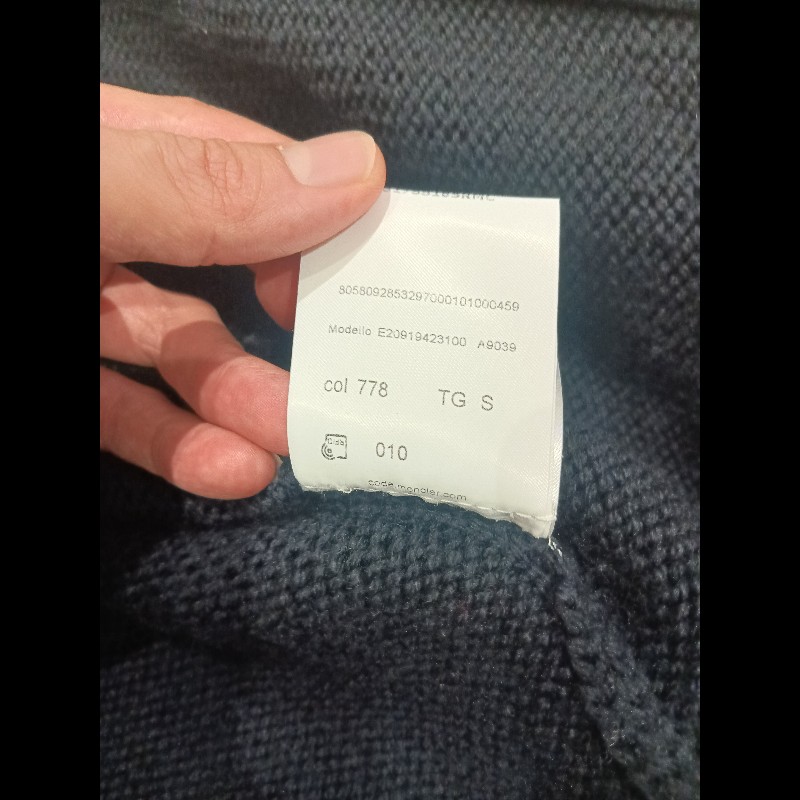 8058092853297000101000459
Modello E20919423100 A9039
col 778 TG S
010
code.moncler.com